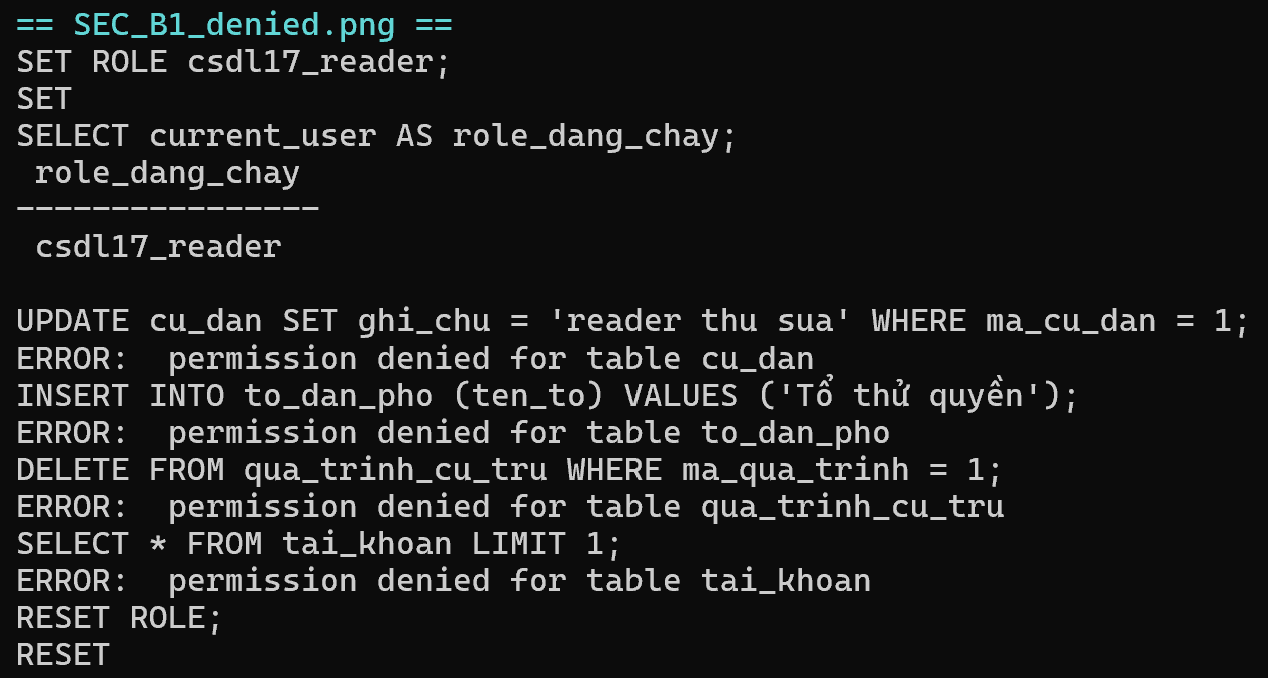 == SEC_B1_denied.png ==
SET ROLE csdl17_reader;
SET
SELECT current_user AS role_dang_chay;
 role_dang_chay
----------------
 csdl17_reader

UPDATE cu_dan SET ghi_chu = 'reader thu sua' WHERE ma_cu_dan = 1;
ERROR:  permission denied for table cu_dan
INSERT INTO to_dan_pho (ten_to) VALUES ('Tổ thử quyền');
ERROR:  permission denied for table to_dan_pho
DELETE FROM qua_trinh_cu_tru WHERE ma_qua_trinh = 1;
ERROR:  permission denied for table qua_trinh_cu_tru
SELECT * FROM tai_khoan LIMIT 1;
ERROR:  permission denied for table tai_khoan
RESET ROLE;
RESET